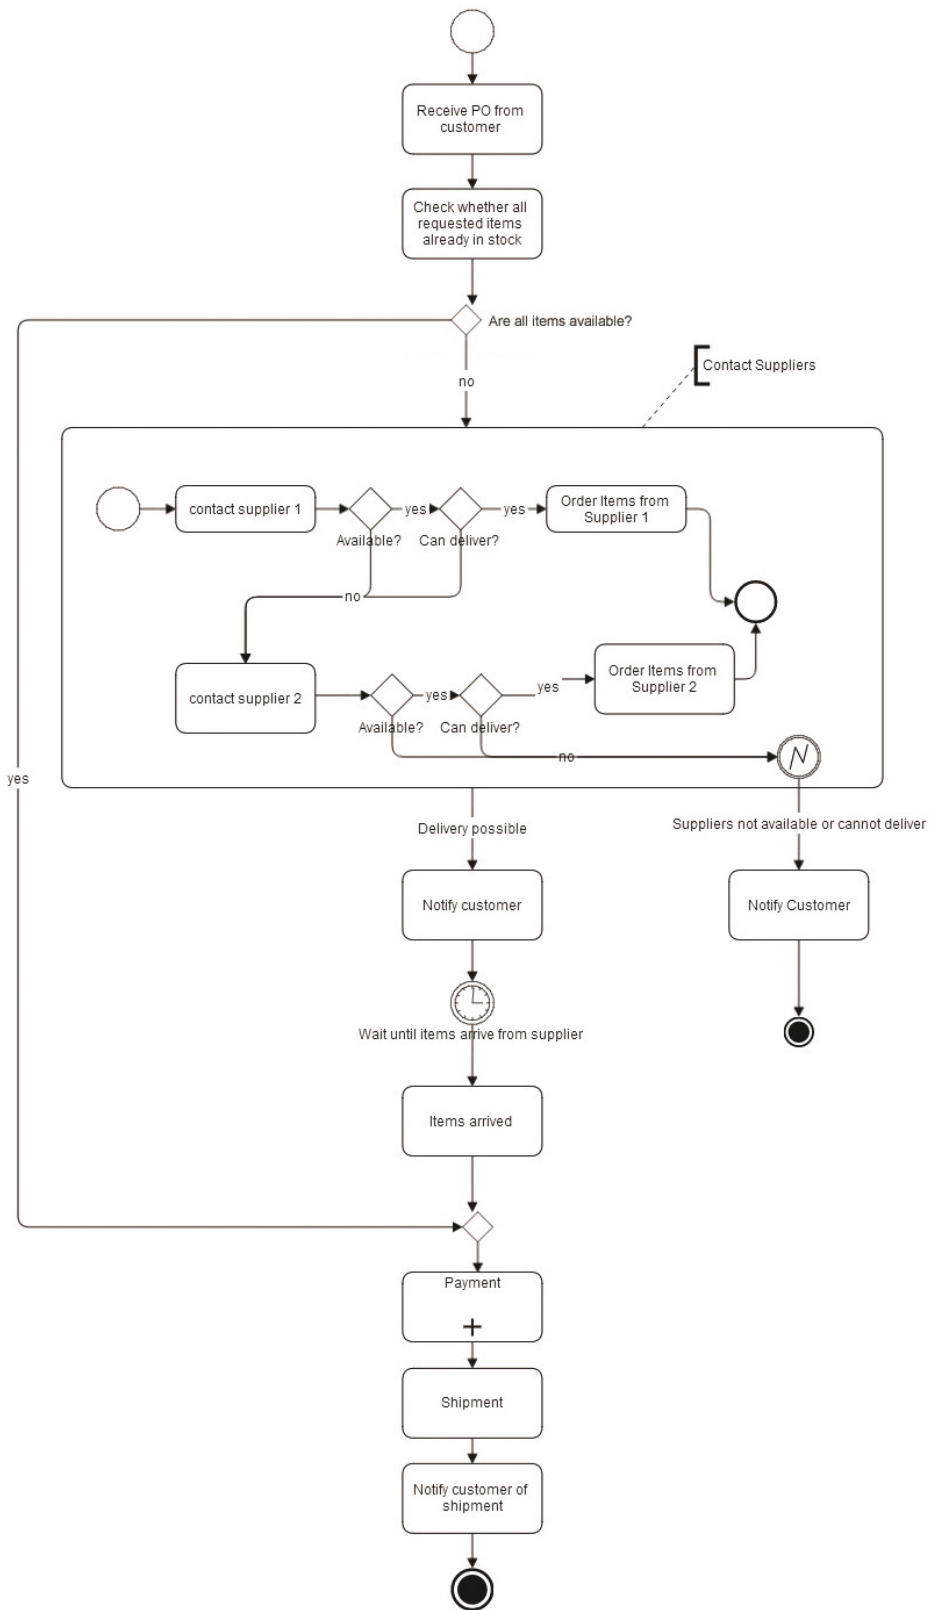 Receive PO from
customer
Check whether all
requested items
already in stock
Are all items available?
no
Contact Suppliers
contact supplier 1
Available?
yes
Can deliver?
yes
Order Items from
Supplier 1
no
contact supplier 2
Available?
yes
Can deliver?
yes
Order Items from
Supplier 2
no
yes
Delivery possible
Suppliers not available or cannot deliver
Notify customer
Notify Customer
Wait until items arrive from supplier
Items arrived
Payment
Shipment
Notify customer of
shipment